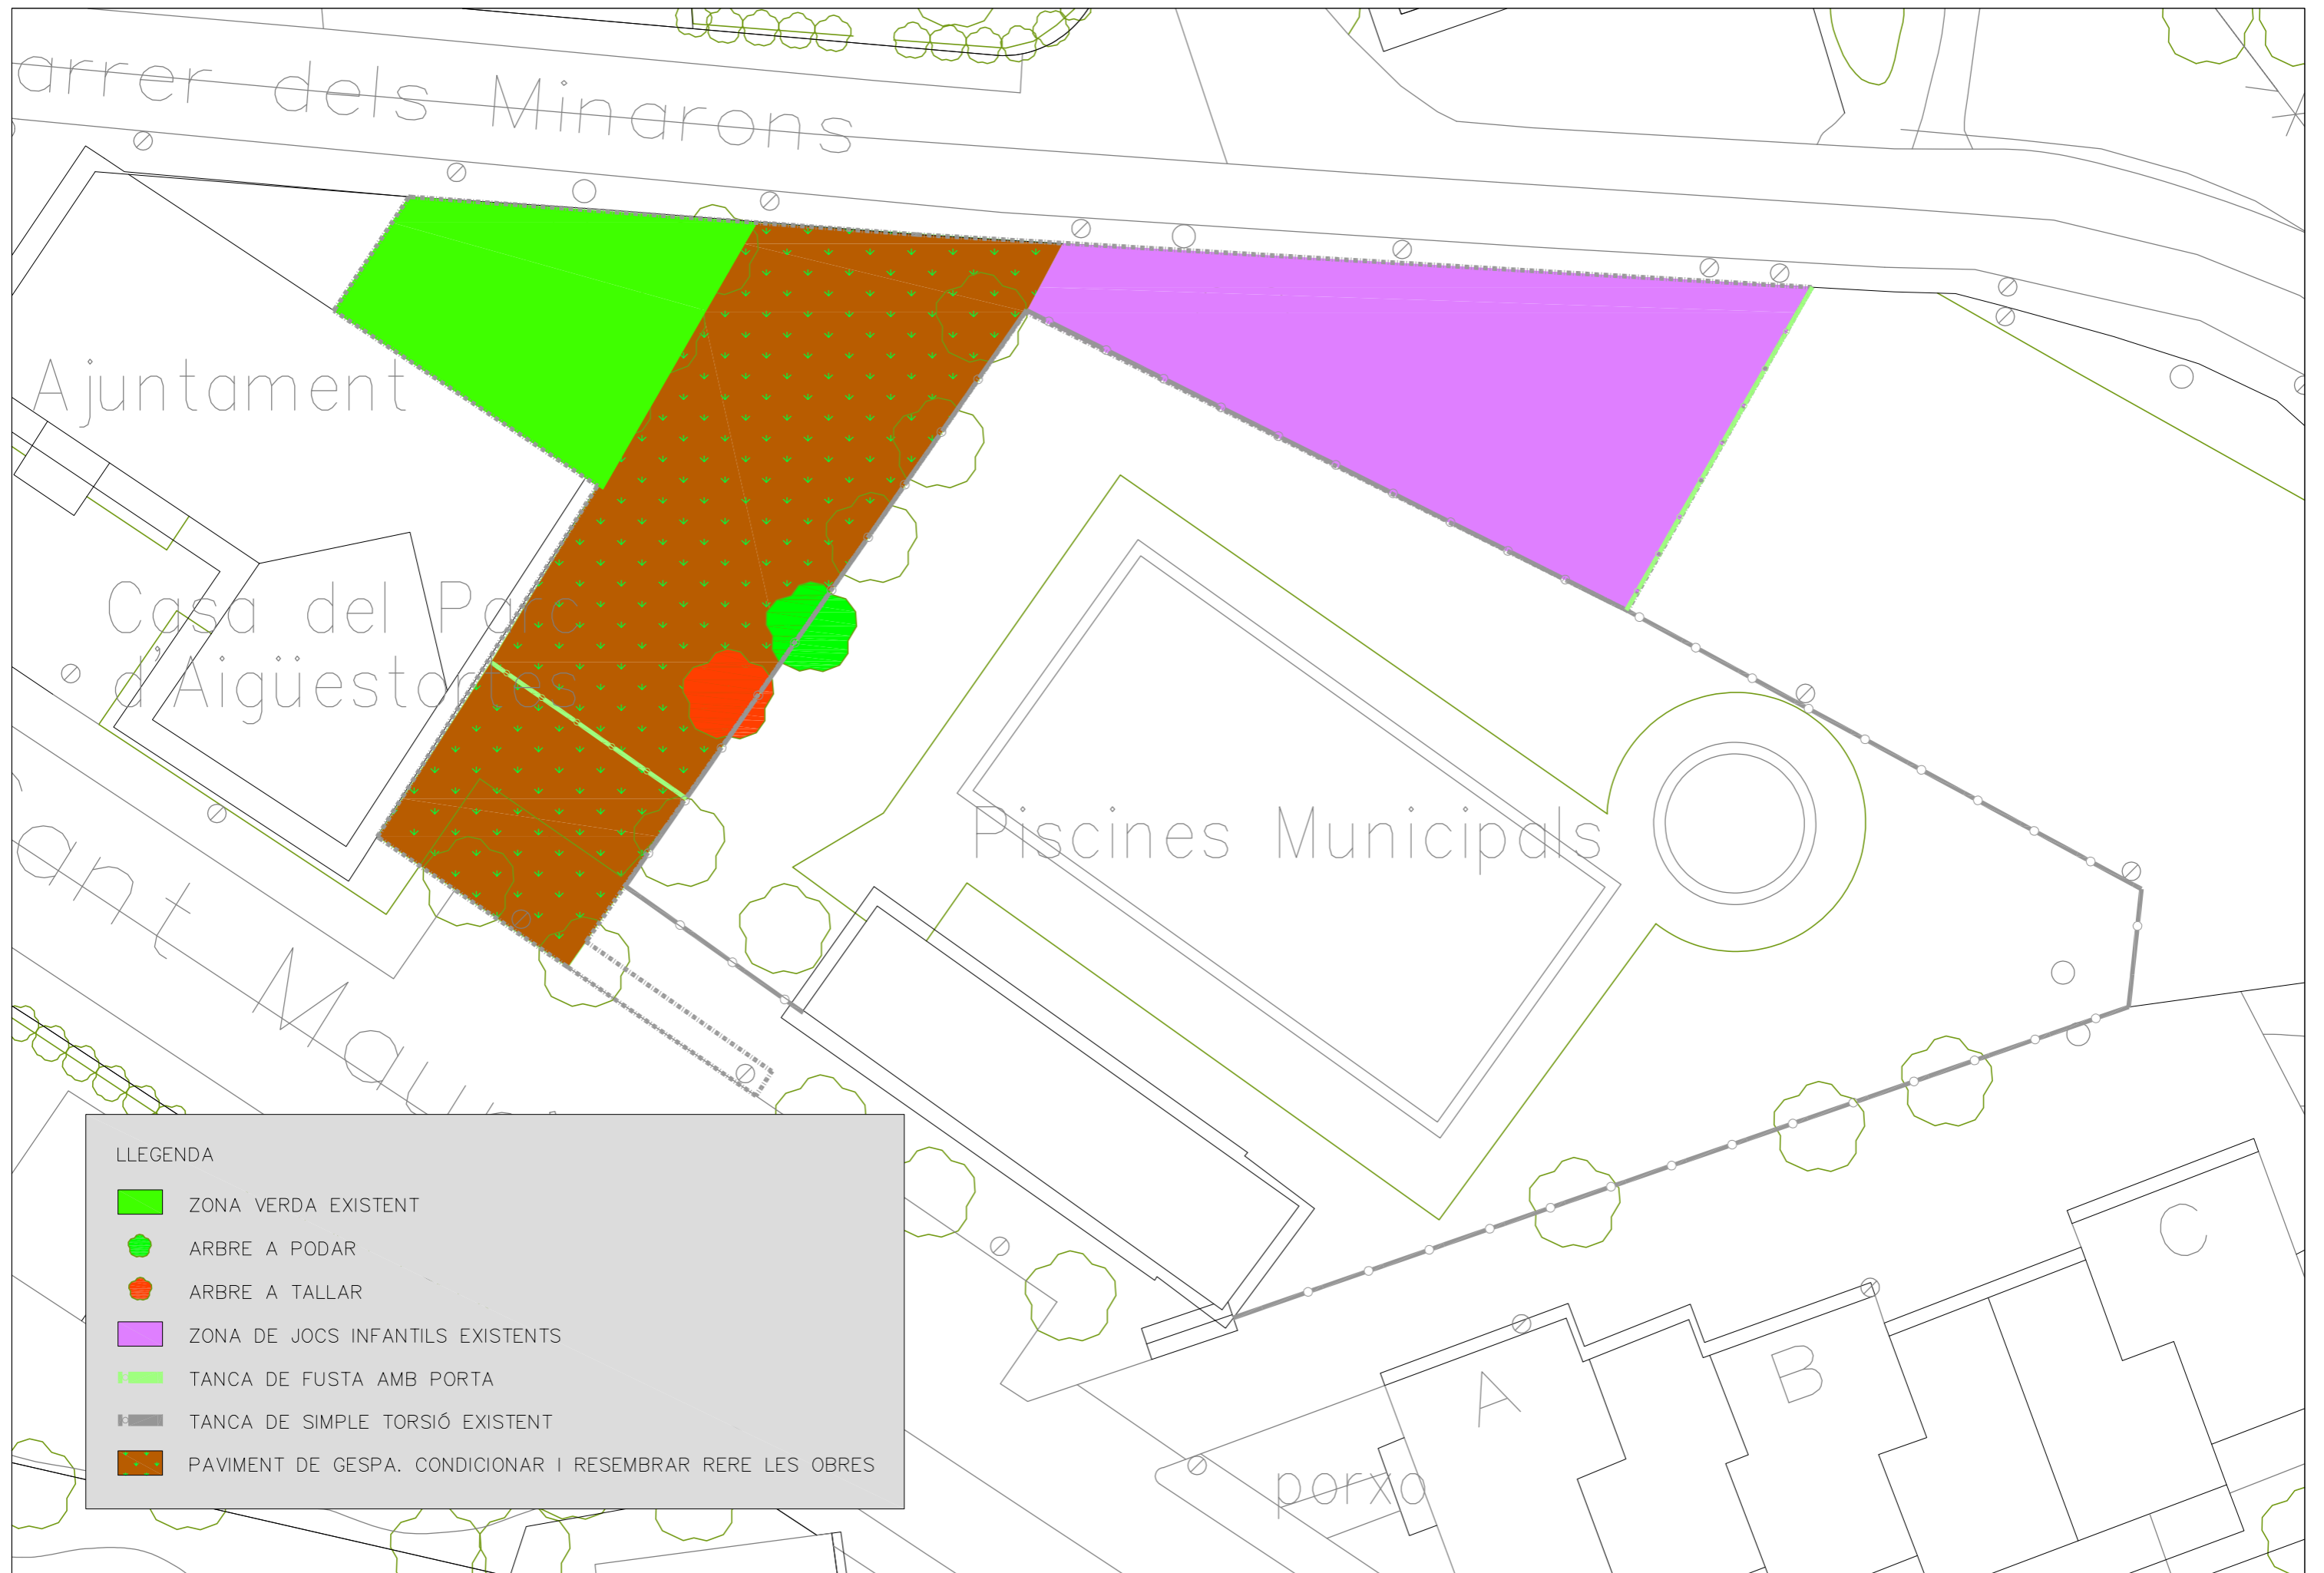 arrer dels Minarons
Ajuntament
Casa del Parc
d'Aigüestortes
Piscines Municipals
LLEGENDA
ZONA VERDA EXISTENT
ARBRE A PODAR
ARBRE A TALLAR
ZONA DE JOCS INFANTILS EXISTENTS
TANCA DE FUSTA AMB PORTA
TANCA DE SIMPLE TORSIÓ EXISTENT
PAVIMENT DE GESPA. CONDICIONAR I RESEMBRAR RERE LES OBRES
A
B
C
porxo